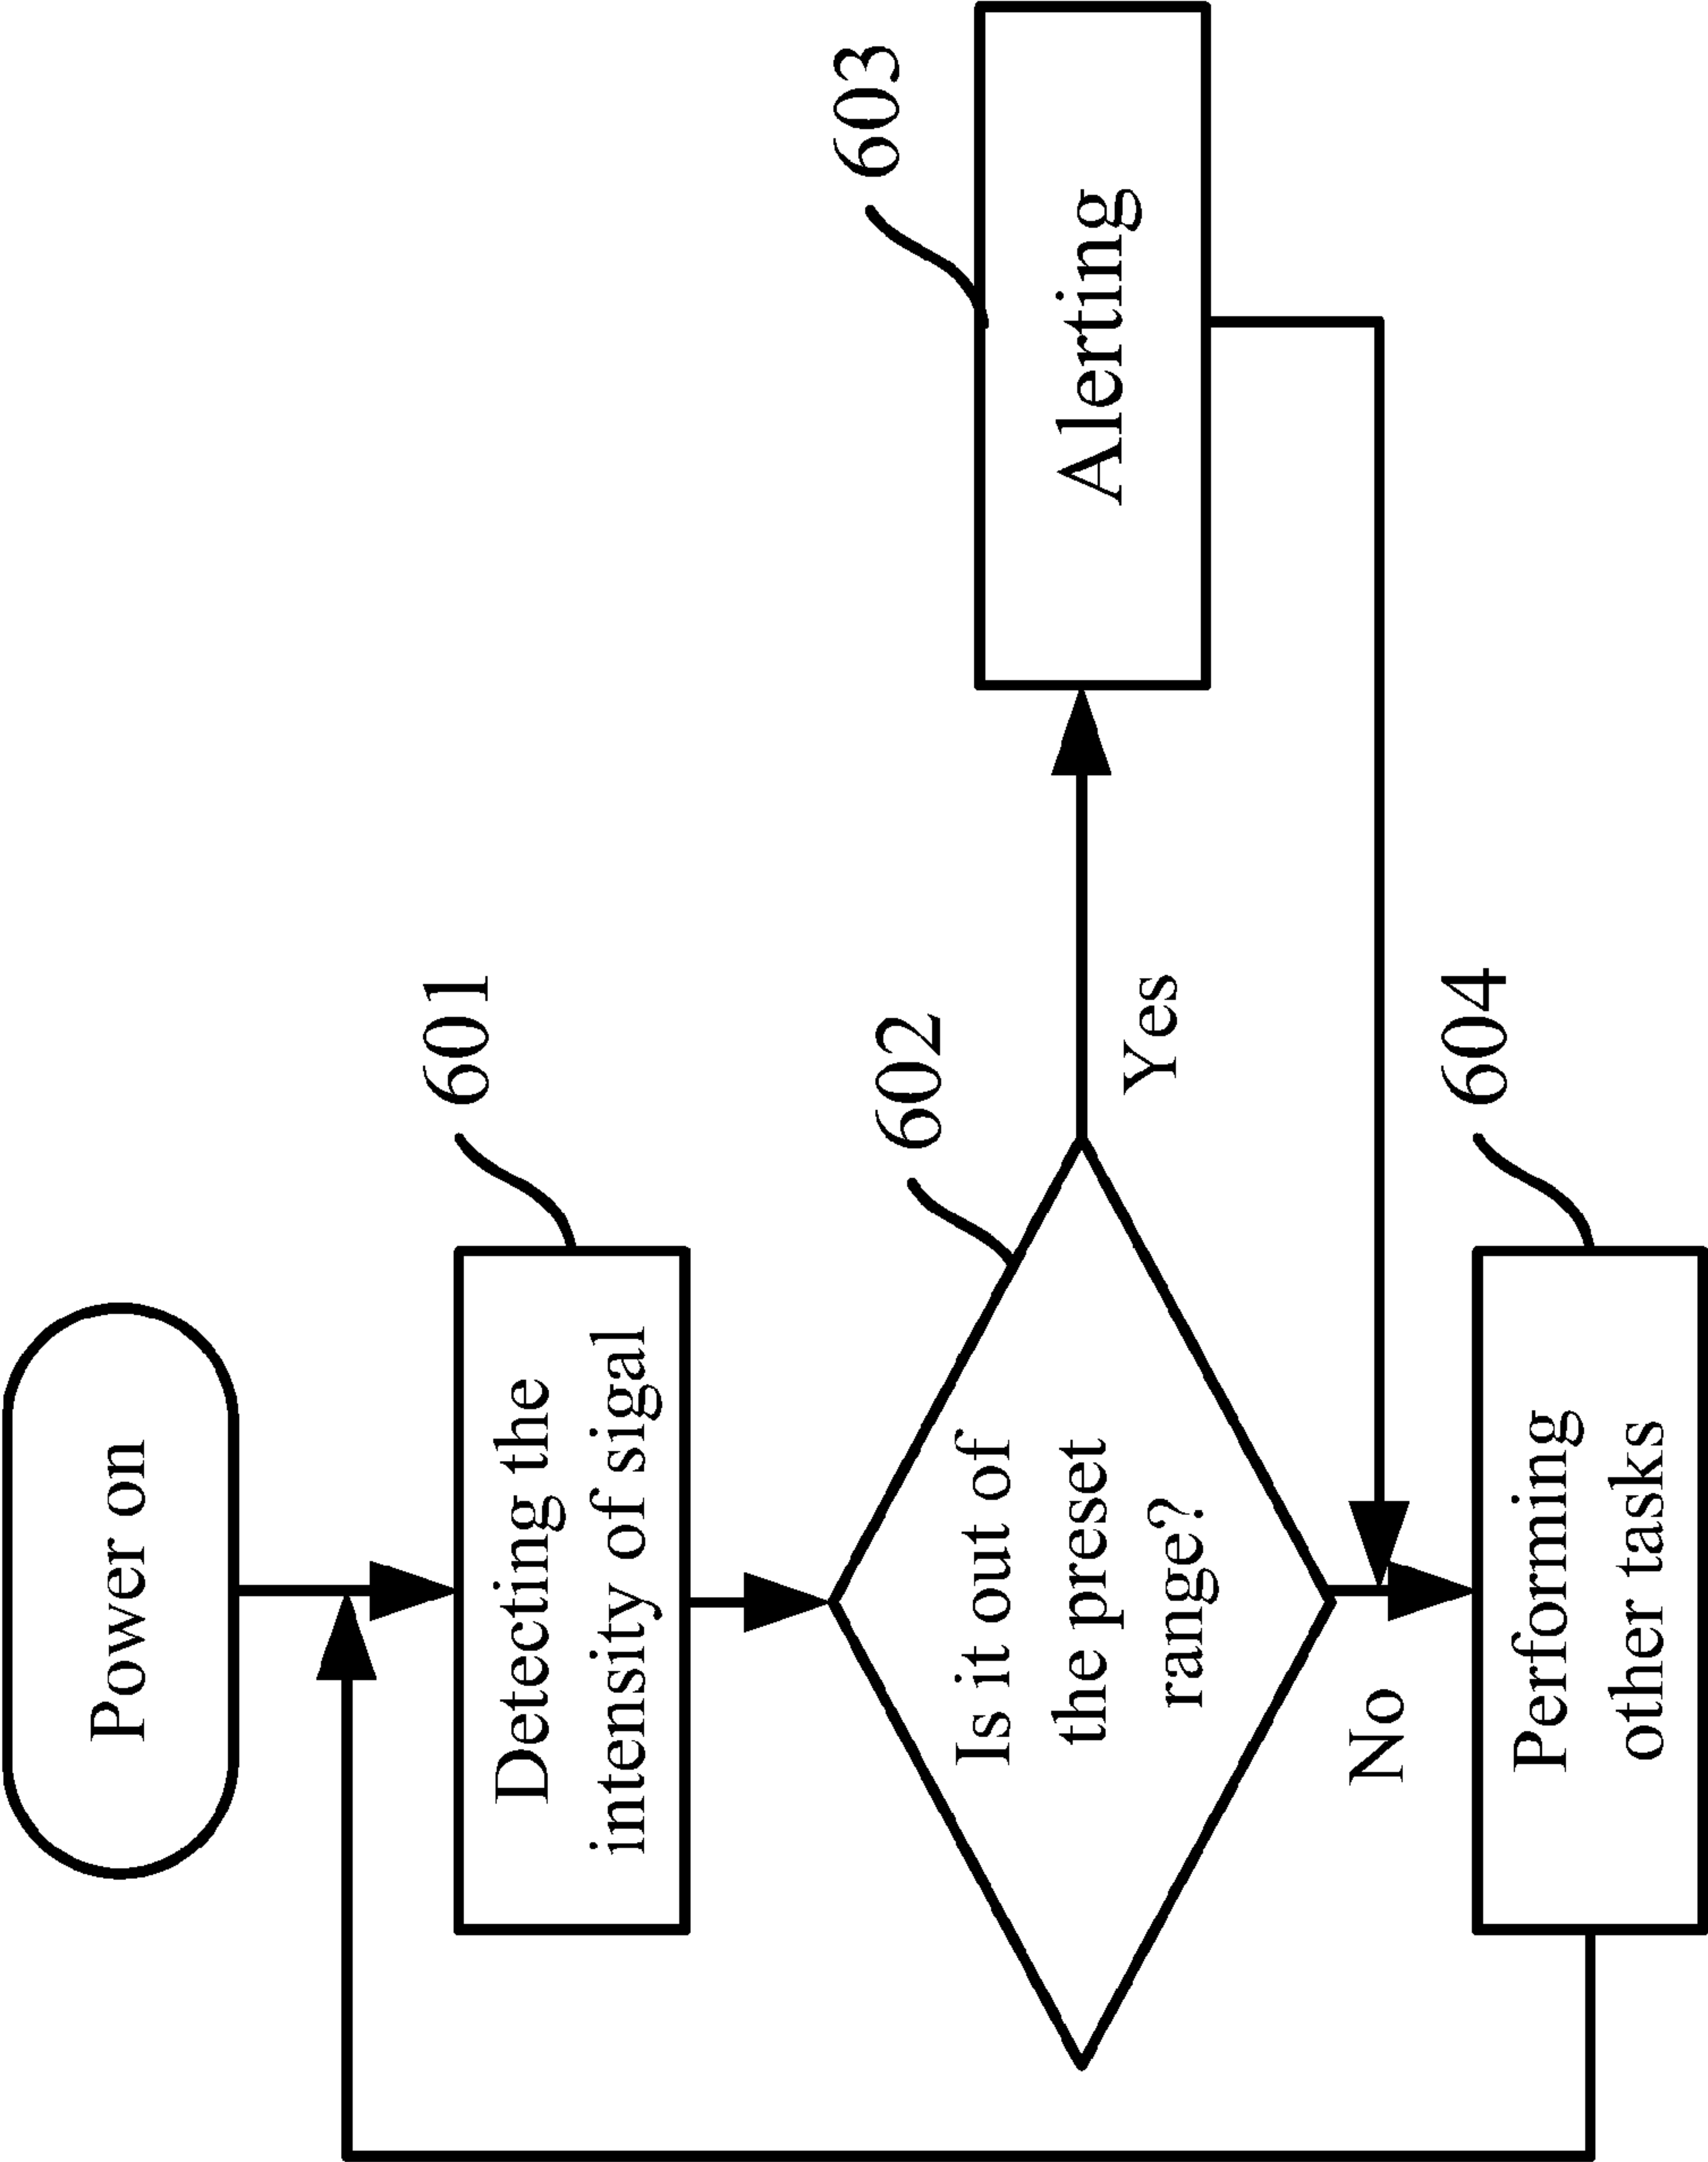 Power on
601
Detecting the
intensity of sigal
602
Is it out of
the preset
range?
Yes
603
Alerting
No
604
Performing
other tasks